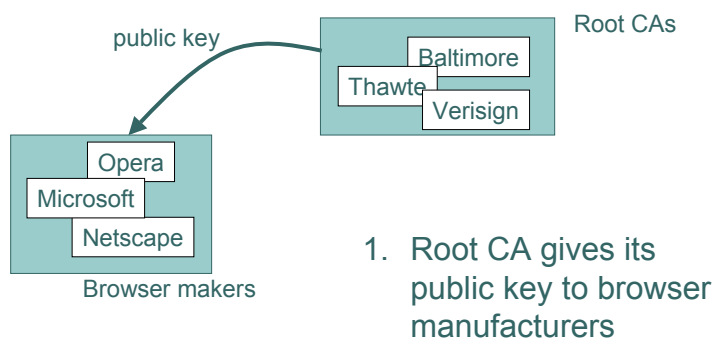 Root CAs
public key
Baltimore
Thawte
Verisign
Opera
Microsoft
Netscape
Browser makers
1. Root CA gives its
public key to browser
manufacturers